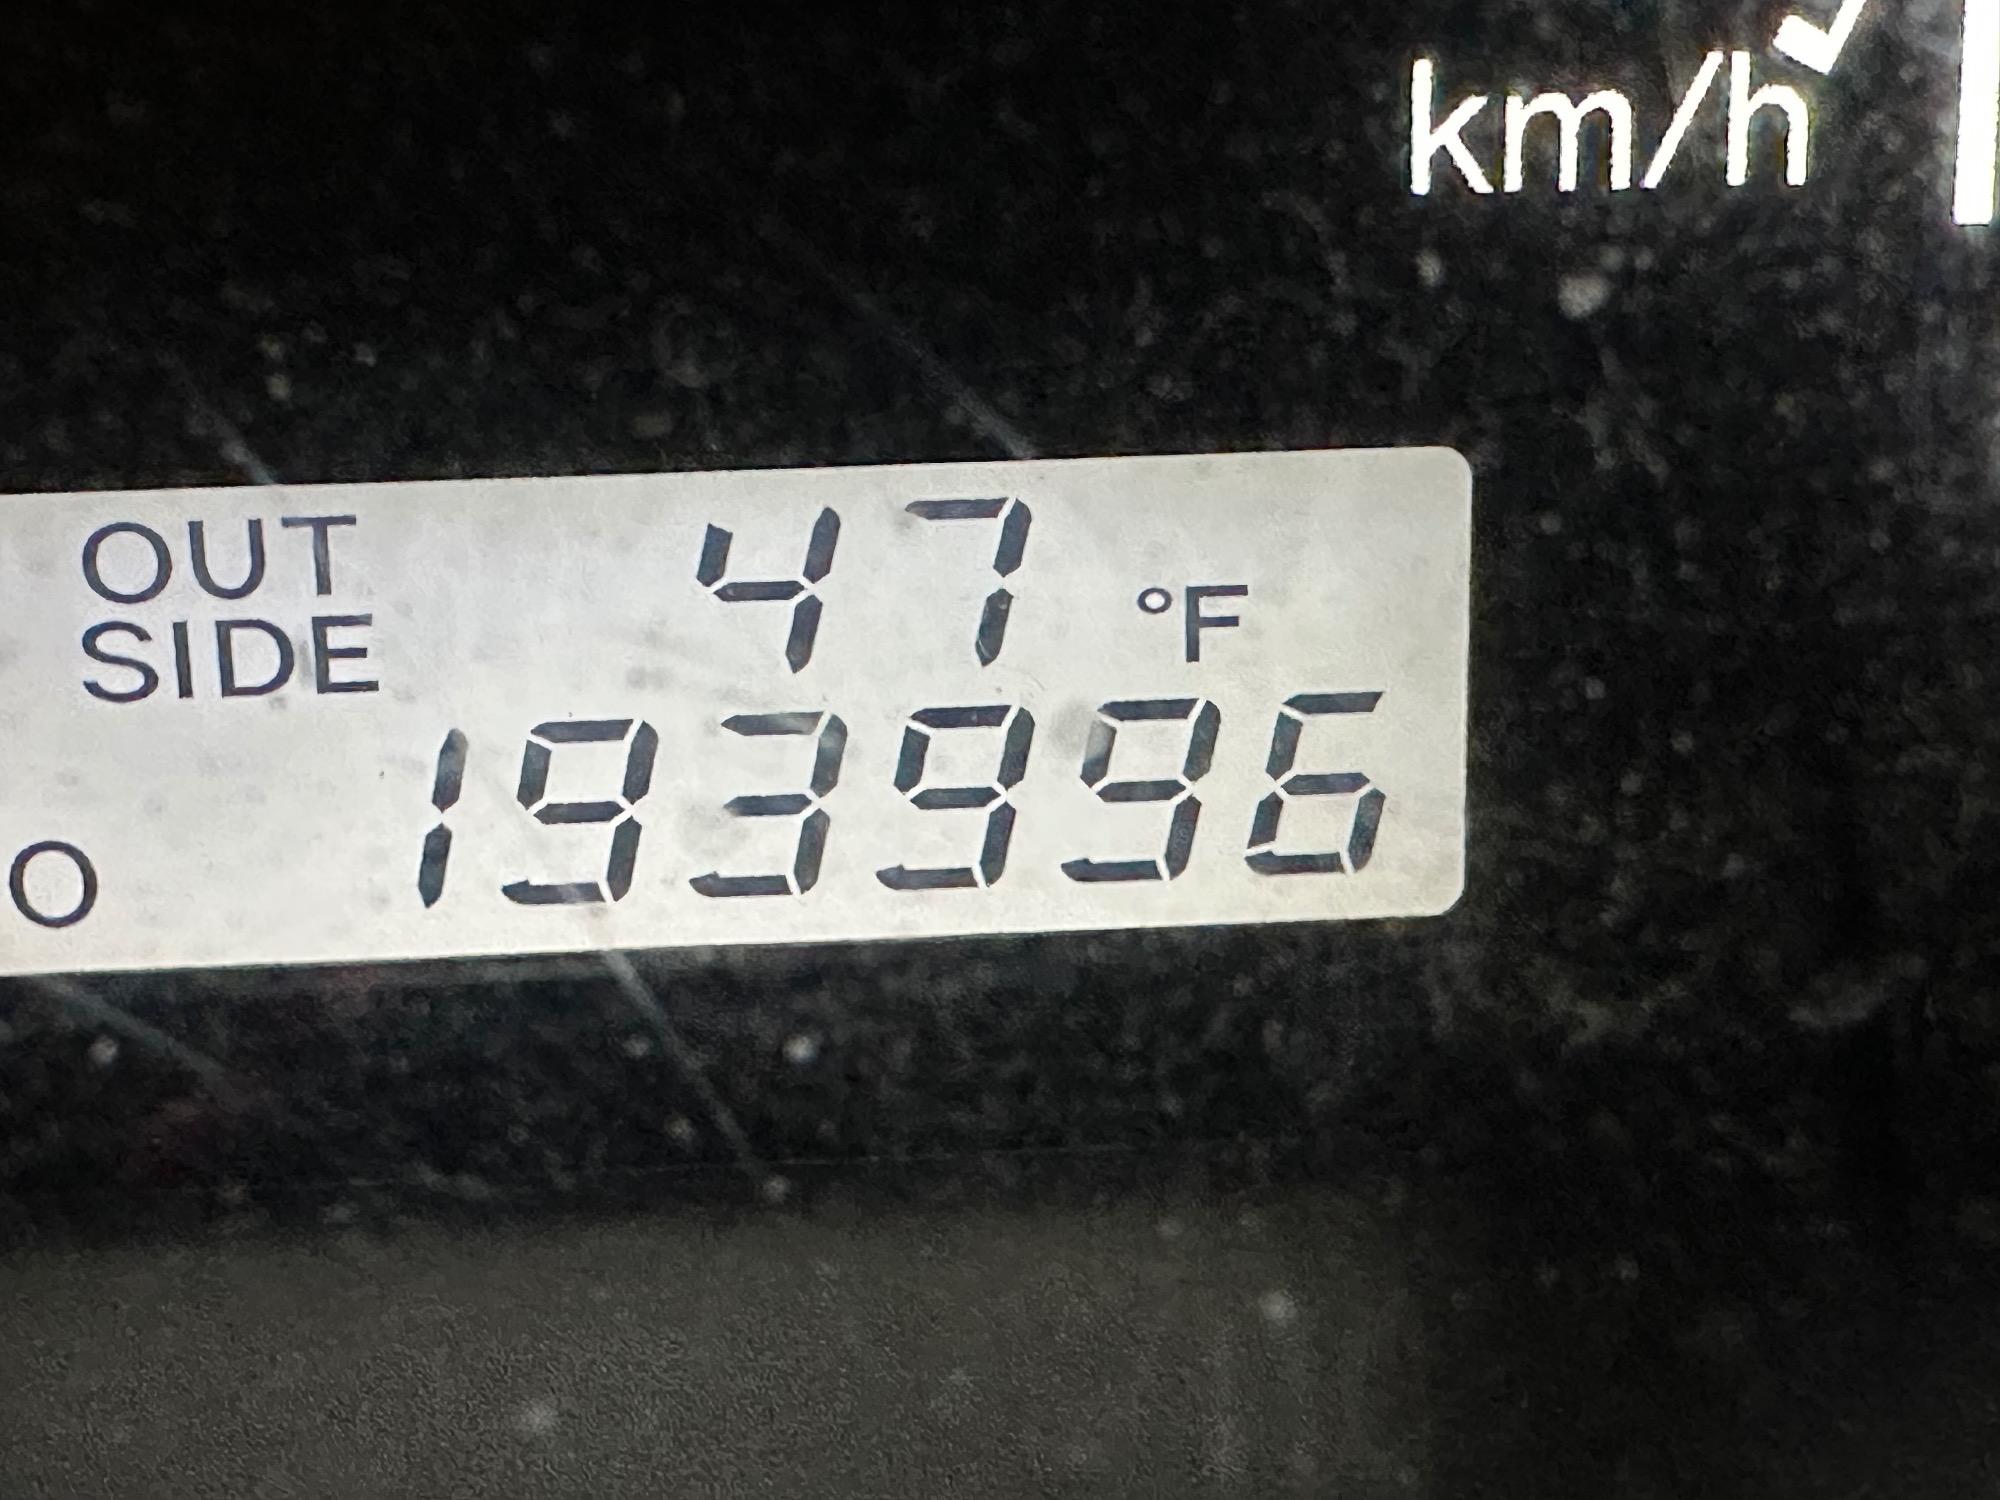 km/h
OUT 47 °F
SIDE
O 193996